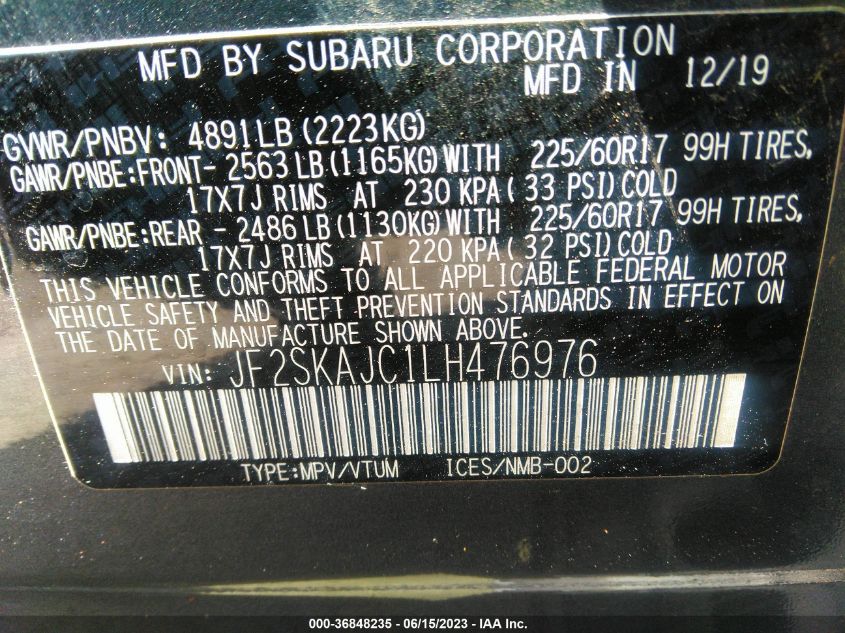 MFD BY SUBARU CORPORATION
MFD IN 12/19
GVWR/PNBV: 4891LB(2223KG)
GAWR/PNBE:FRONT- 2563 LB(1165KG)WITH 225/60R17 99H TIRES,
17X7J RIMS AT 230 KPA( 33 PSI)COLD
GAWR/PNBE:REAR - 2486 LB(1130KG)WITH 225/60R17 99H TIRES,
17X7J RIMS AT 220 KPA( 32 PSI)COLD
THIS VEHICLE CONFORMS TO ALL APPLICABLE FEDERAL MOTOR
VEHICLE SAFETY AND THEFT PREVENTION STANDARDS IN EFFECT ON
THE DATE OF MANUFACTURE SHOWN ABOVE.
VIN: JF2SKAJC1LH476976
TYPE:MPV/VTUM ICES/NMB-002
000-36848235 - 06/15/2023 - IAA Inc.